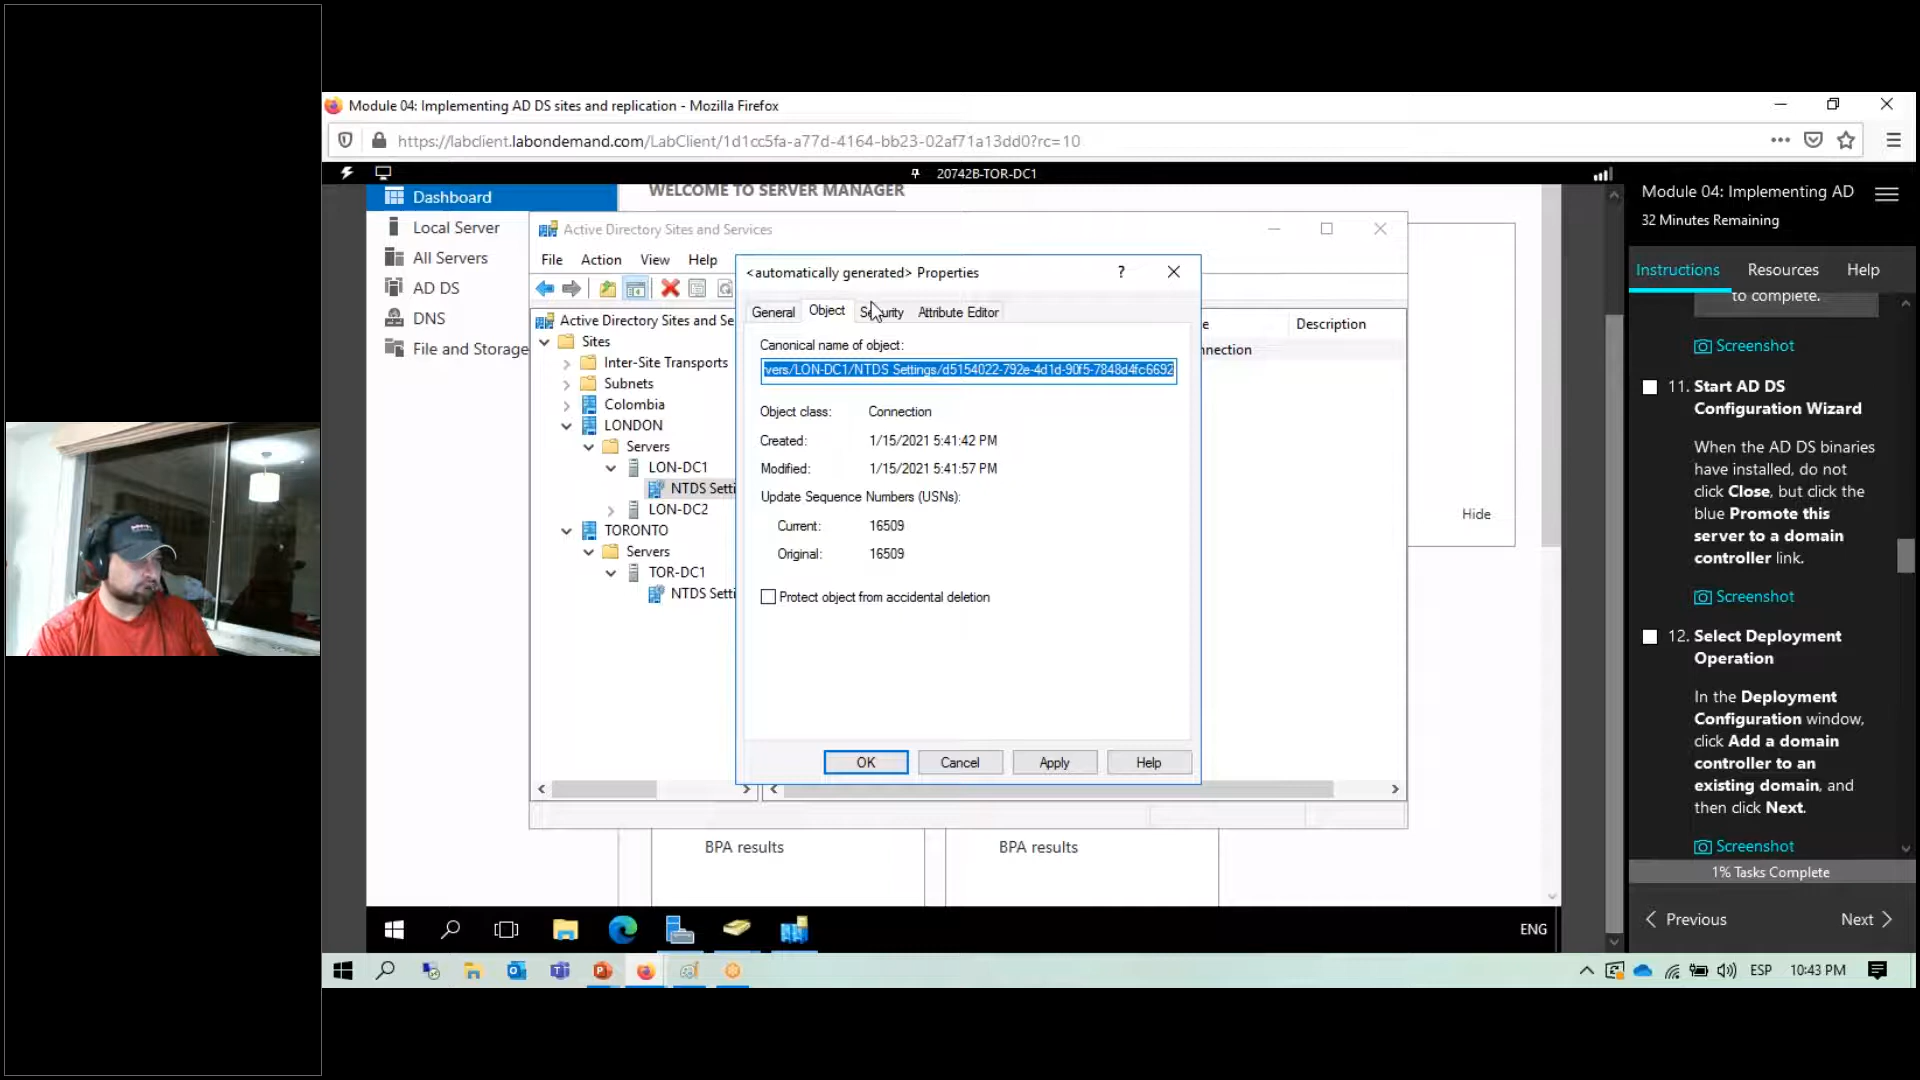 Module 04: Implementing AD DS sites and replication - Mozilla Firefox
https://labclient.labondemand.com/LabClient/1d1cc5fa-a77d-4164-bb23-02af71a13dd0?rc=10
20742B-TOR-DC1
Dashboard
Local Server
All Servers
AD DS
DNS
File and Storage
WELCOME TO SERVER MANAGER
Active Directory Sites and Services
File Action View Help
Active Directory Sites and Se
Sites
Inter-Site Transports
Subnets
Colombia
LONDON
Servers
LON-DC1
NTDS Setti
LON-DC2
TORONTO
Servers
TOR-DC1
NTDS Setti
Description
nnection
<automatically generated> Properties
?
General Object Security Attribute Editor
Canonical name of object:
vers/LON-DC1/NTDS Settings/d5154022-792e-4d1d-90f5-7848d4fc6692
Object class: Connection
Created: 1/15/2021 5:41:42 PM
Modified: 1/15/2021 5:41:57 PM
Update Sequence Numbers (USNs):
Current: 16509
Original: 16509
Protect object from accidental deletion
OK Cancel Apply Help
Hide
BPA results
BPA results
ENG
Module 04: Implementing AD
32 Minutes Remaining
Instructions Resources Help
to complete.
Screenshot
11. Start AD DS
Configuration Wizard
When the AD DS binaries
have installed, do not
click Close, but click the
blue Promote this
server to a domain
controller link.
Screenshot
12. Select Deployment
Operation
In the Deployment
Configuration window,
click Add a domain
controller to an
existing domain, and
then click Next.
Screenshot
1% Tasks Complete
Previous Next
ESP 10:43 PM